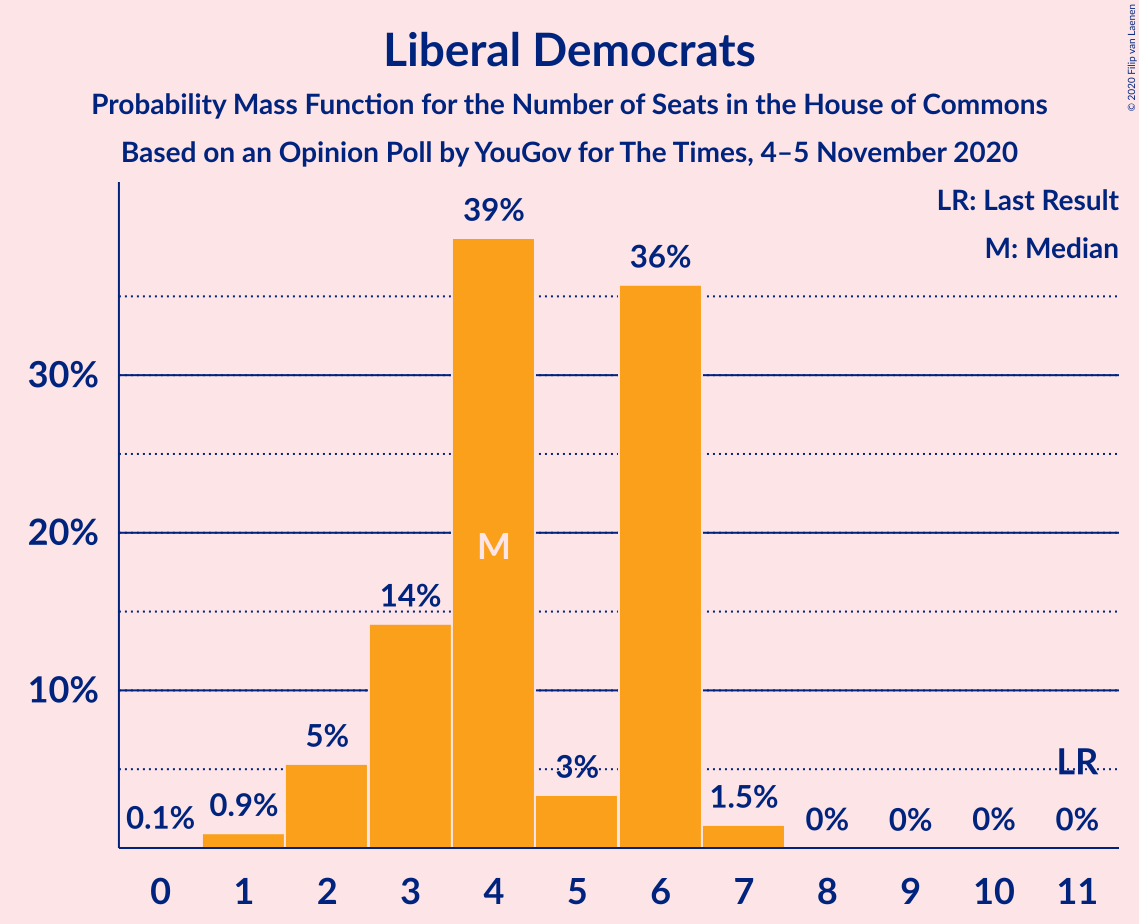 Liberal Democrats
Probability Mass Function for the Number of Seats in the House of Commons
Based on an Opinion Poll by YouGov for The Times, 4–5 November 2020
© 2020 Filip van Laenen
LR: Last Result
M: Median
39%
36%
30%
20%
M
14%
10%
5%
3%
LR
0.1%
0.9%
1.5%
0%
0%
0%
0%
0 1 2 3 4 5 6 7 8 9 10 11